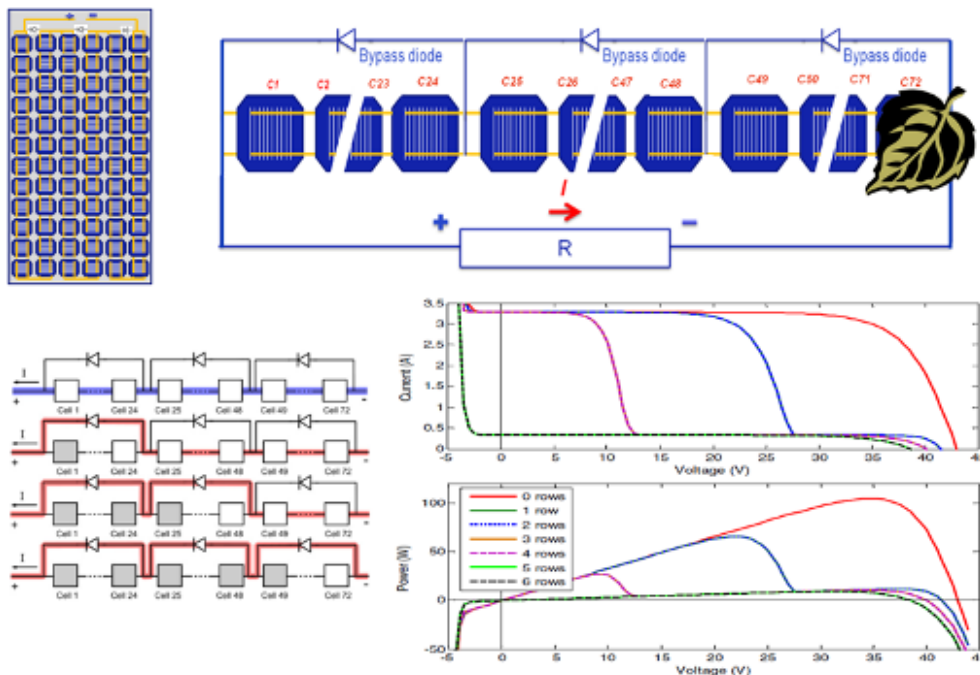 + −
Bypass diode Bypass diode Bypass diode
C1 C2 C23 C24 C25 C26 C47 C48 C49 C50 C71 C72
+ −
R
I
+ -
Cell 1 Cell 24 Cell 25 Cell 48 Cell 49 Cell 72
I
+ -
Cell 1 Cell 24 Cell 25 Cell 48 Cell 49 Cell 72
I
+ -
Cell 1 Cell 24 Cell 25 Cell 48 Cell 49 Cell 72
I
+ -
Cell 1 Cell 24 Cell 25 Cell 48 Cell 49 Cell 72
3.5
3
2.5
2
1.5
1
0.5
0
Current (A)
-5 0 5 10 15 20 25 30 35 40 45
Voltage (V)
100
50
0
-50
Power (W)
0 rows
1 row
2 rows
3 rows
4 rows
5 rows
6 rows
-5 0 5 10 15 20 25 30 35 40
Voltage (V)